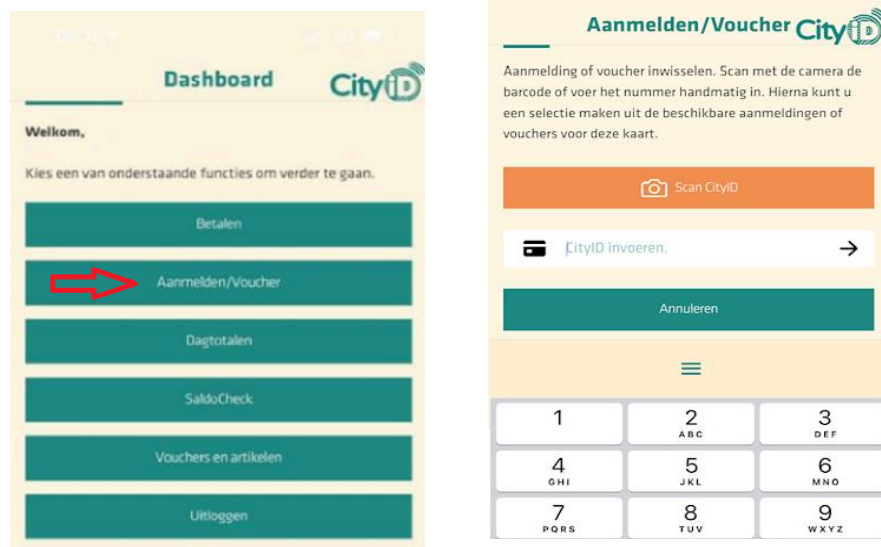 Dashboard
CityiD
Welkom,
Kies een van onderstaande functies om verder te gaan.
Betalen
Aanmelden/Voucher
Dagtotalen
SaldoCheck
Vouchers en artikelen
Uitloggen
Aanmelden/Voucher
CityiD
Aanmelding of voucher inwisselen. Scan met de camera de
barcode of voer het nummer handmatig in. Hierna kunt u
een selectie maken uit de beschikbare aanmeldingen of
vouchers voor deze kaart.
Scan CityID
CityID invoeren.
Annuleren
1 2 3
ABC DEF
4 5 6
GHI JKL MNO
7 8 9
PQRS TUV WXYZ